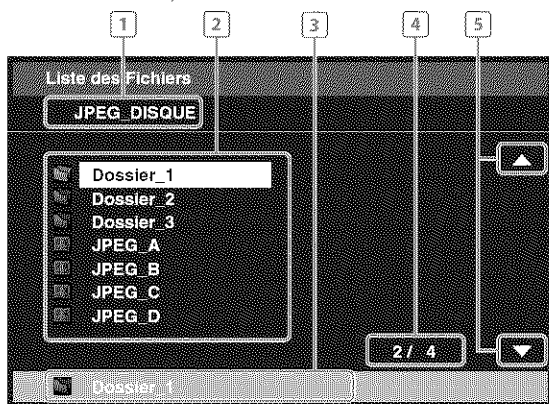 1 2 3 4 5
Liste des Fichiers
JPEG_DISQUE
Dossier_1
Dossier_2
Dossier_3
JPEG_A
JPEG_B
JPEG_C
JPEG_D
2/ 4
Dossier_1